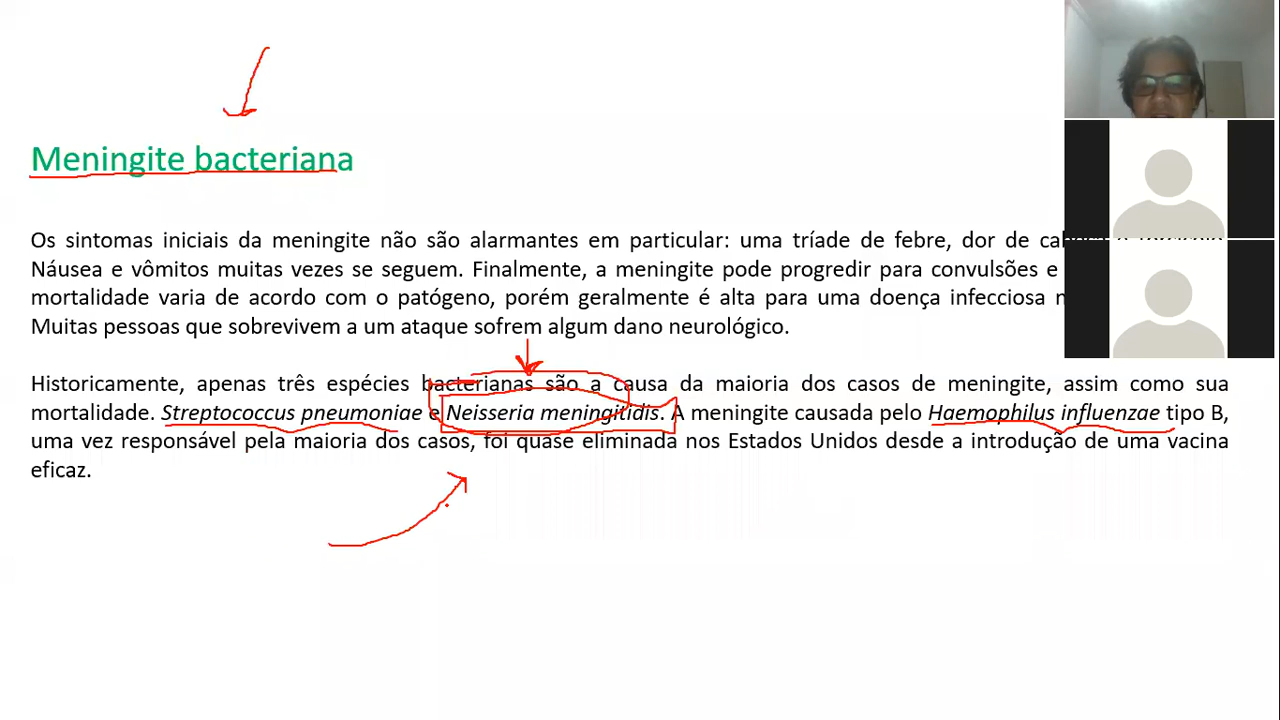 Meningite bacteriana
Os sintomas iniciais da meningite não são alarmantes em particular: uma tríade de febre, dor de
Náusea e vômitos muitas vezes se seguem. Finalmente, a meningite pode progredir para convulsões e
mortalidade varia de acordo com o patógeno, porém geralmente é alta para uma doença infecciosa
Muitas pessoas que sobrevivem a um ataque sofrem algum dano neurológico.
Historicamente, apenas três espécies bacterianas são a causa da maioria dos casos de meningite, assim como sua
mortalidade. Streptococcus pneumoniae e Neisseria meningitidis. A meningite causada pelo Haemophilus influenzae tipo B,
uma vez responsável pela maioria dos casos, foi quase eliminada nos Estados Unidos desde a introdução de uma vacina
eficaz.